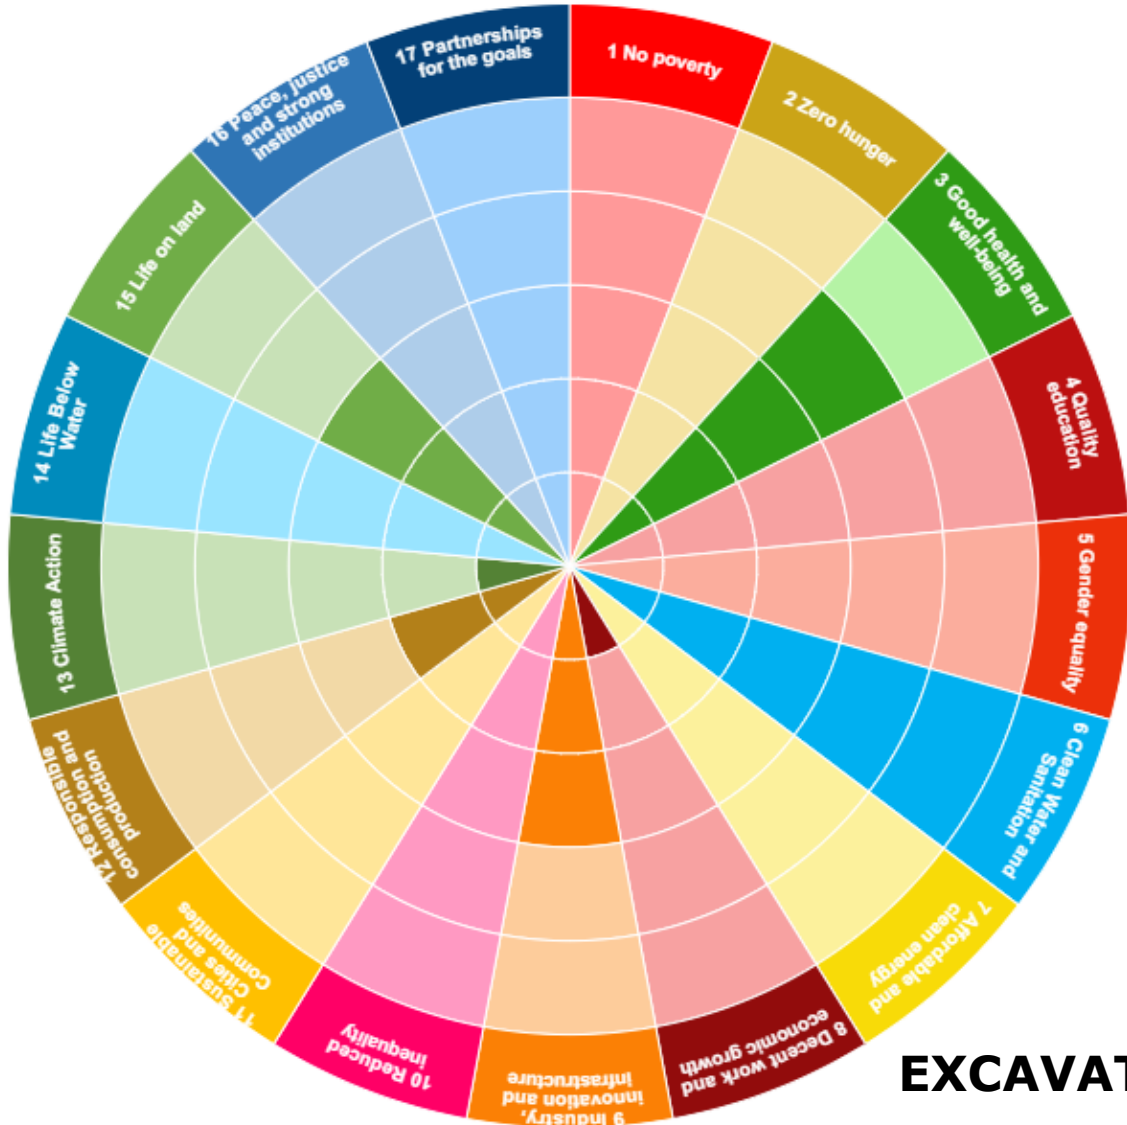 1 No poverty
2 Zero hunger
3 Good health and
well-being
4 Quality
education
5 Gender equality
6 Clean Water and
Sanitation
7 Affordable and
clean energy
8 Decent work and
economic growth
9 Industry,
innovation and
infrastructure
10 Reduced
inequality
11 Sustainable
Cities and
Communities
12 Responsible
consumption and
production
13 Climate Action
14 Life Below
Water
15 Life on land
16 Peace, justice
and strong
institutions
17 Partnerships
for the goals
EXCAVAT